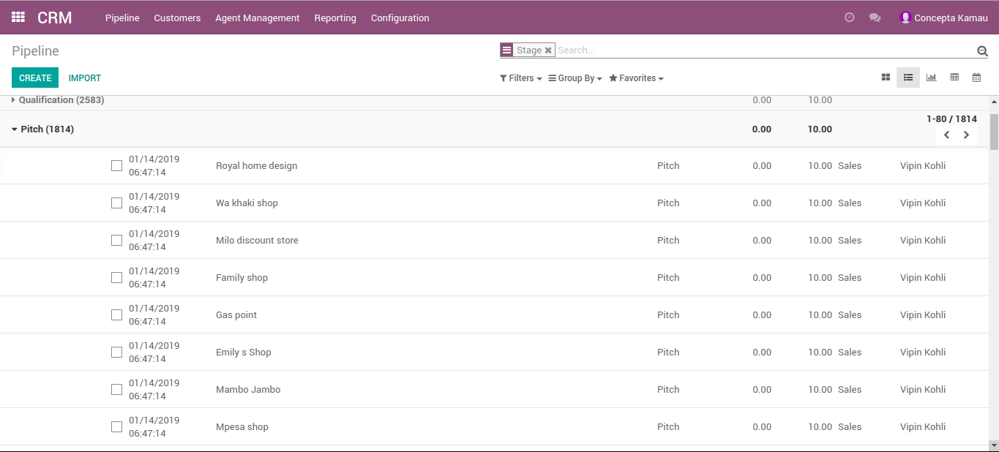 CRM Pipeline Customers Agent Management Reporting Configuration Concepta Kamau
Pipeline Stage Search...
CREATE IMPORT Filters Group By Favorites
Qualification (2583) 0.00 10.00
1-80 / 1814
Pitch (1814) 0.00 10.00
01/14/2019
06:47:14 Royal home design Pitch 0.00 10.00 Sales Vipin Kohli
01/14/2019
06:47:14 Wa khaki shop Pitch 0.00 10.00 Sales Vipin Kohli
01/14/2019
06:47:14 Milo discount store Pitch 0.00 10.00 Sales Vipin Kohli
01/14/2019
06:47:14 Family shop Pitch 0.00 10.00 Sales Vipin Kohli
01/14/2019
06:47:14 Gas point Pitch 0.00 10.00 Sales Vipin Kohli
01/14/2019
06:47:14 Emily s Shop Pitch 0.00 10.00 Sales Vipin Kohli
01/14/2019
06:47:14 Mambo Jambo Pitch 0.00 10.00 Sales Vipin Kohli
01/14/2019
06:47:14 Mpesa shop Pitch 0.00 10.00 Sales Vipin Kohli